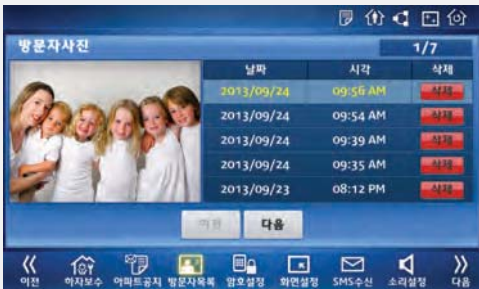 방문자사진 1/7
날짜 시각 삭제
2013/09/24 09:56 AM 삭제
2013/09/24 09:54 AM 삭제
2013/09/24 09:39 AM 삭제
2013/09/24 09:35 AM 삭제
2013/09/23 08:12 PM 삭제
이전 다음
이전 하자보수 아파트공지 방문자목록 암호설정 화면설정 SMS수신 소리설정 다음